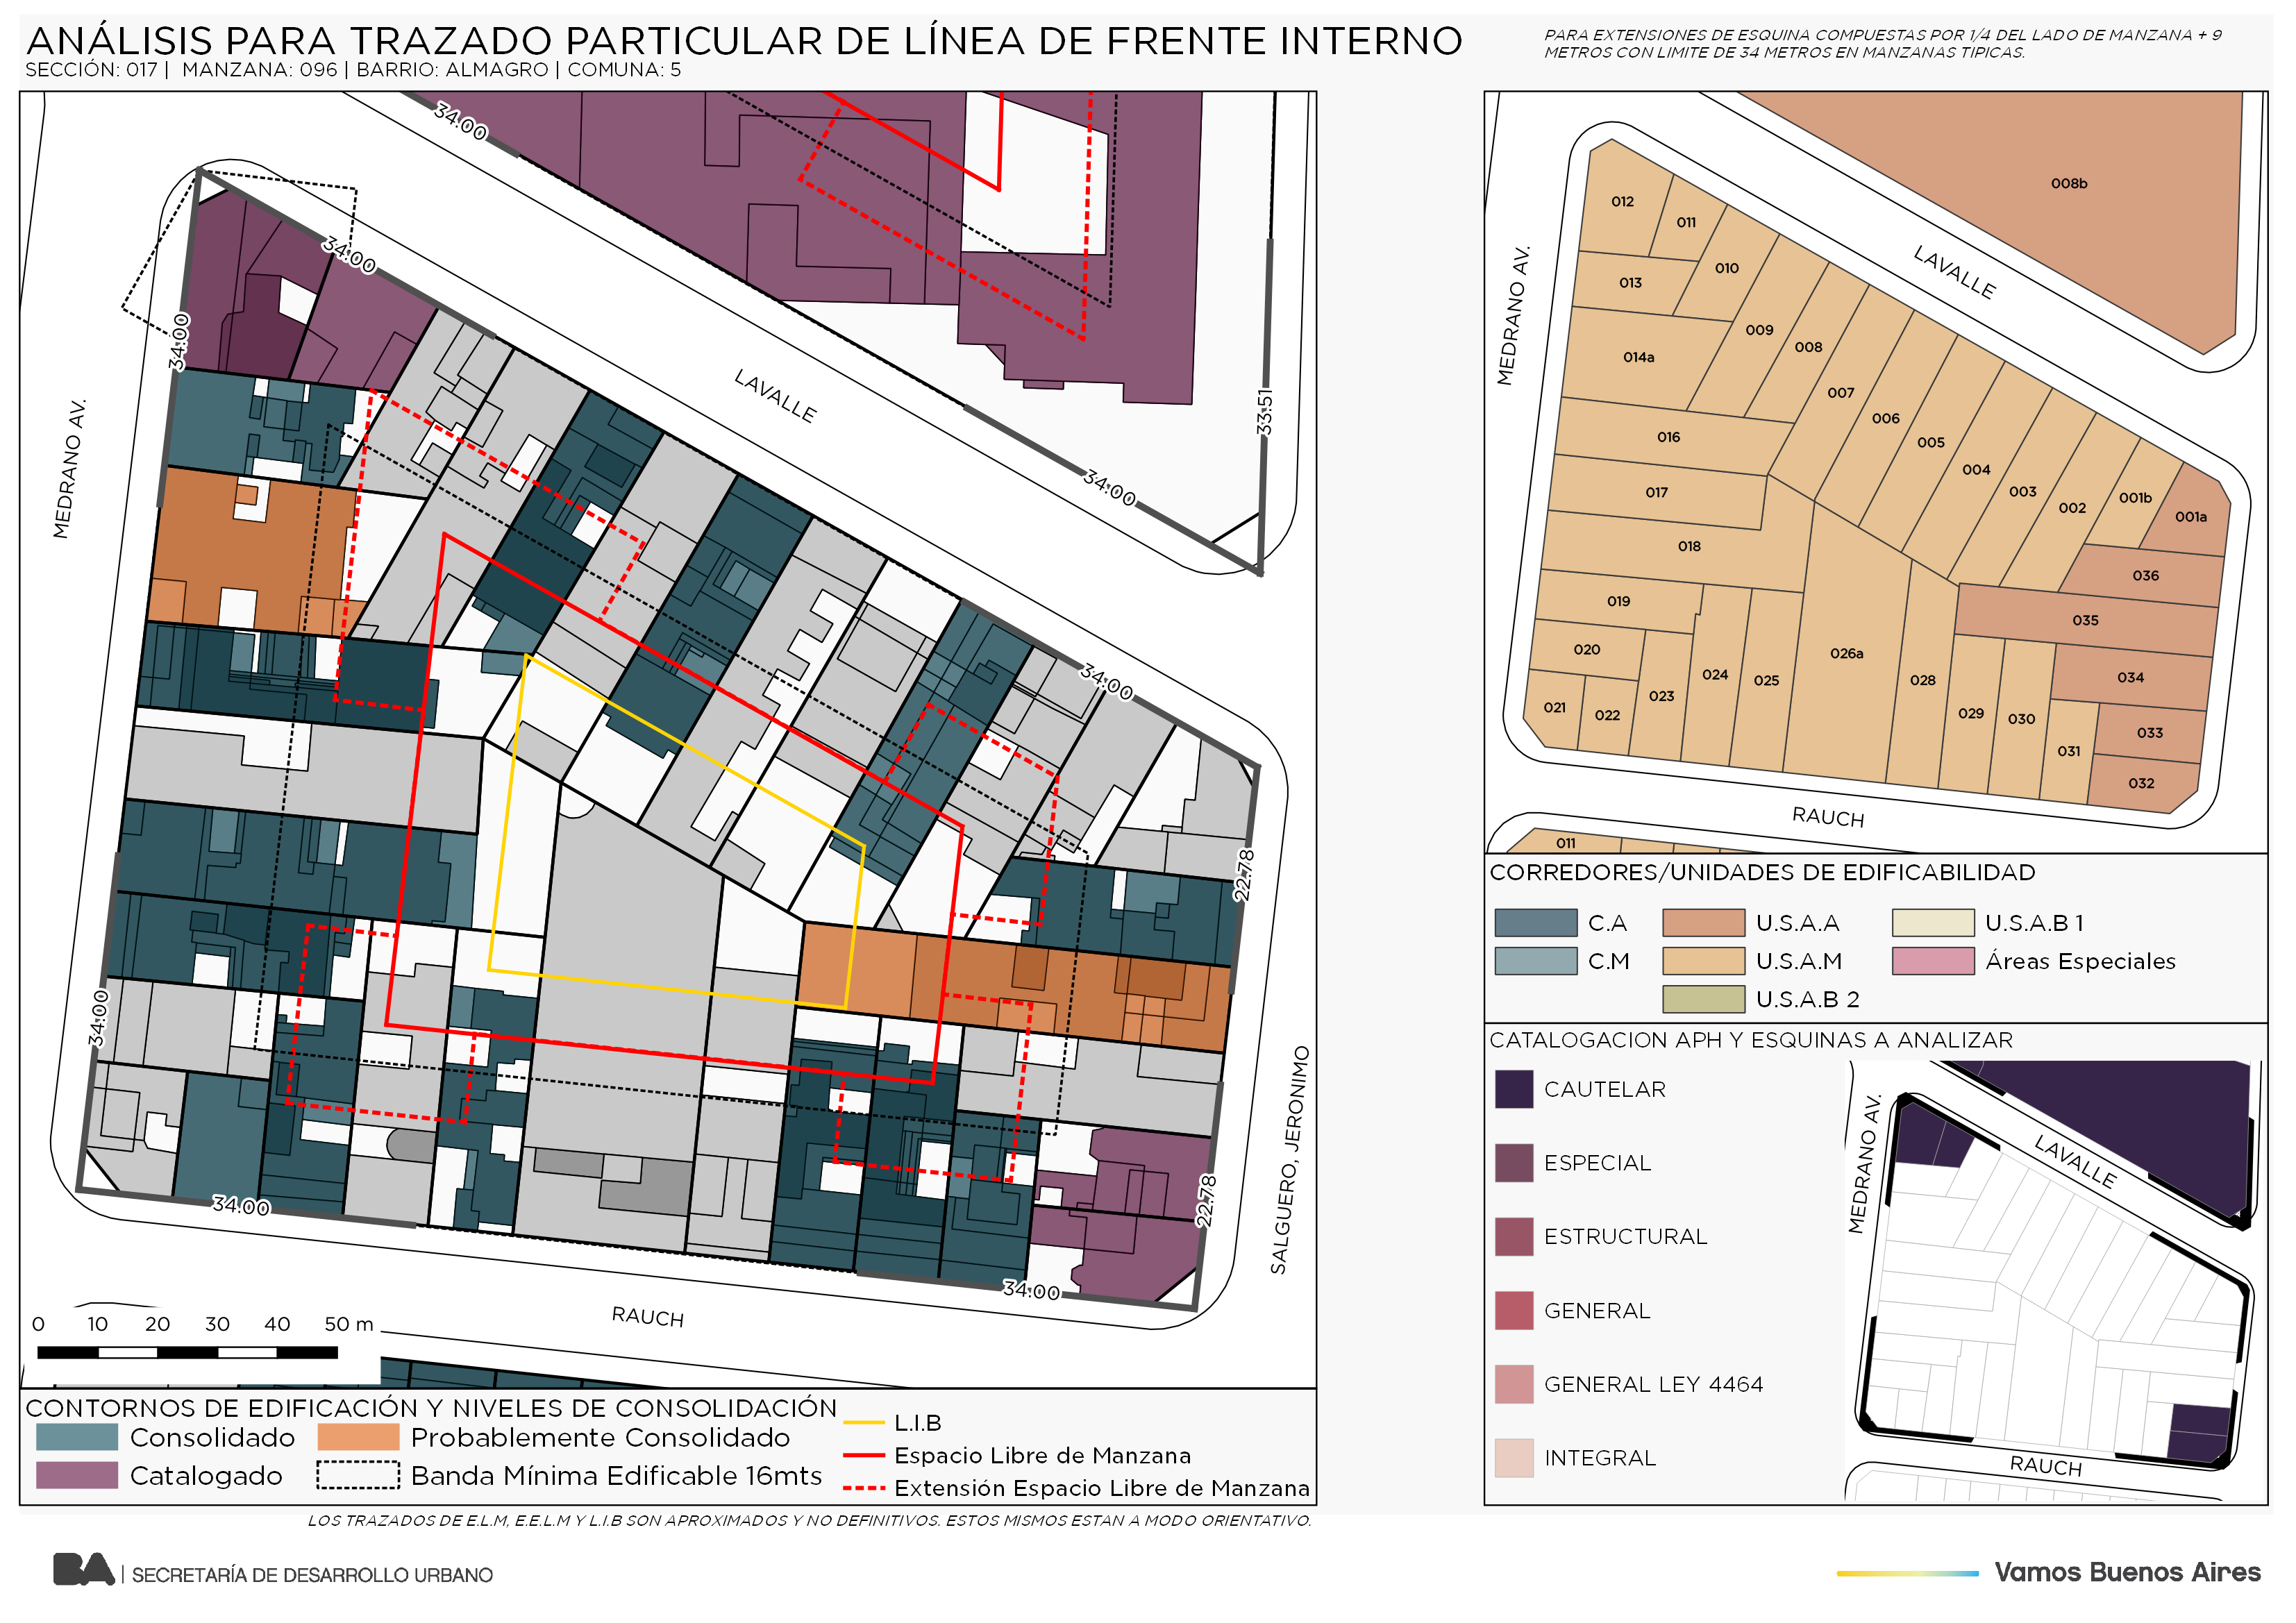 ANÁLISIS PARA TRAZADO PARTICULAR DE LÍNEA DE FRENTE INTERNO
SECCIÓN: 017 | MANZANA: 096 | BARRIO: ALMAGRO | COMUNA: 5
PARA EXTENSIONES DE ESQUINA COMPUESTAS POR 1/4 DEL LADO DE MANZANA + 9
METROS CON LIMITE DE 34 METROS EN MANZANAS TIPICAS.
34.00
34.00
34.00
LAVALLE
MEDRANO AV.
33.51
34.00
34.00
22.78
34.00
34.00
22.78
34.00
SALGUERO, JERONIMO
RAUCH
0 10 20 30 40 50 m
CONTORNOS DE EDIFICACIÓN Y NIVELES DE CONSOLIDACIÓN
Consolidado
Probablemente Consolidado
Catalogado
Banda Mínima Edificable 16mts
L.I.B
Espacio Libre de Manzana
Extensión Espacio Libre de Manzana
LOS TRAZADOS DE E.L.M, E.E.L.M Y L.I.B SON APROXIMADOS Y NO DEFINITIVOS. ESTOS MISMOS ESTAN A MODO ORIENTATIVO.
008b
LAVALLE
MEDRANO AV.
012
011
010
013
009
008
014a
007
006
005
016
004
017
003
002
001b
001a
018
036
019
035
020
026a
034
024
025
028
023
021
022
029
030
033
031
032
RAUCH
011
CORREDORES/UNIDADES DE EDIFICABILIDAD
C.A
U.S.A.A
U.S.A.B 1
C.M
U.S.A.M
Áreas Especiales
U.S.A.B 2
CATALOGACION APH Y ESQUINAS A ANALIZAR
CAUTELAR
ESPECIAL
ESTRUCTURAL
GENERAL
GENERAL LEY 4464
INTEGRAL
MEDRANO AV.
LAVALLE
RAUCH
BA | SECRETARÍA DE DESARROLLO URBANO
Vamos Buenos Aires